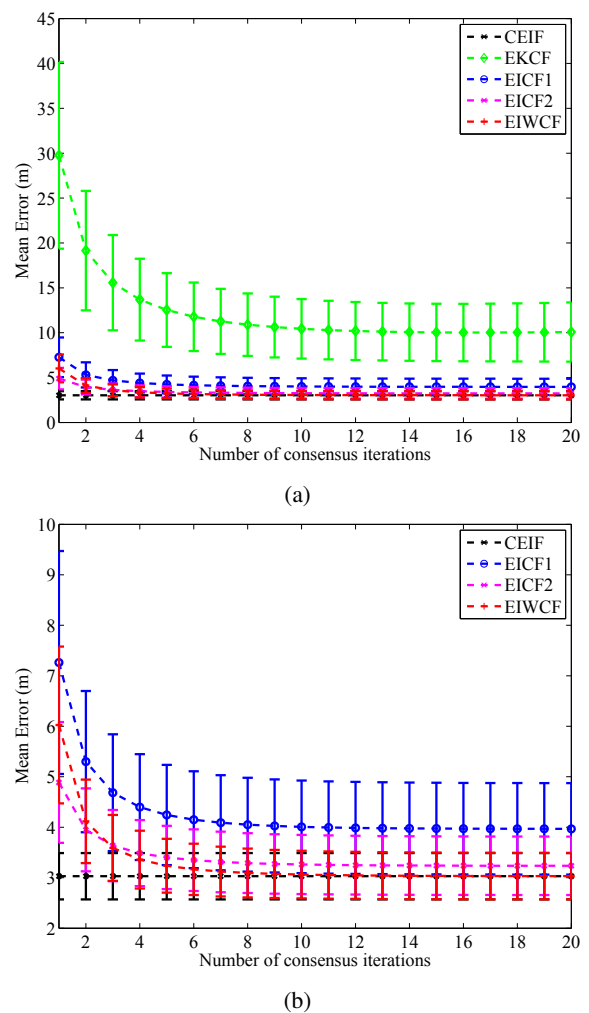 CEIF
EKCF
EICF1
EICF2
EIWCF
Mean Error (m)
45
40
35
30
25
20
15
10
5
0
2 4 6 8 10 12 14 16 18 20
Number of consensus iterations
(a)
CEIF
EICF1
EICF2
EIWCF
Mean Error (m)
10
9
8
7
6
5
4
3
2
2 4 6 8 10 12 14 16 18 20
Number of consensus iterations
(b)